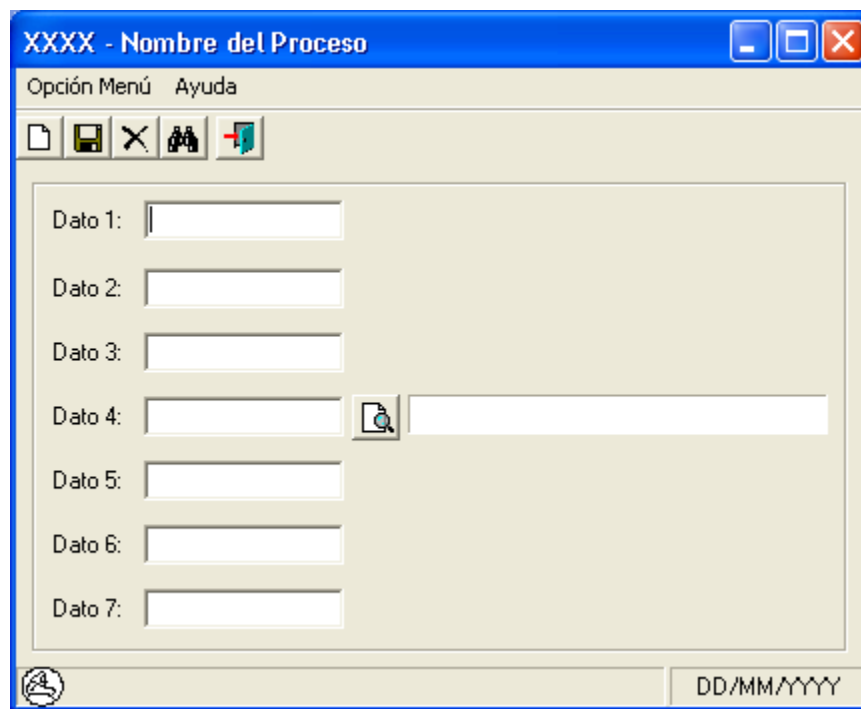 XXXX - Nombre del Proceso
Opción Menú Ayuda
Dato 1:
Dato 2:
Dato 3:
Dato 4:
Dato 5:
Dato 6:
Dato 7:
DD/MM/YYYY